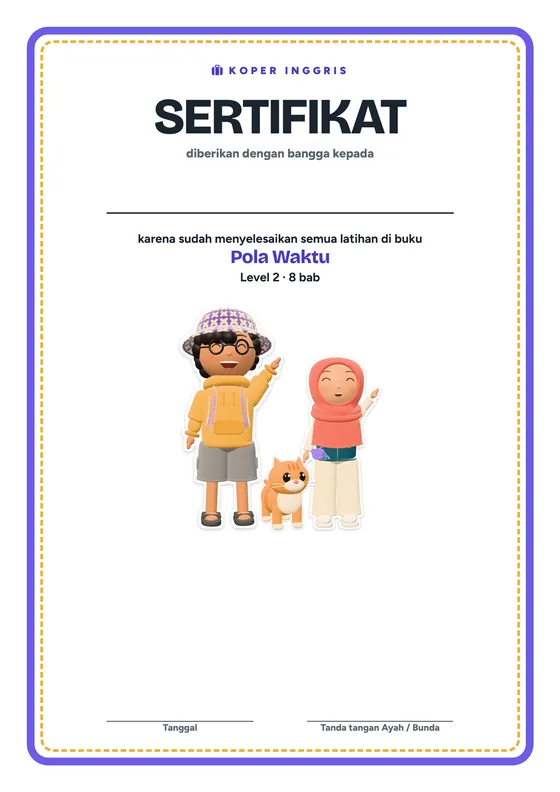 KOPER INGGRIS
SERTIFIKAT
diberikan dengan bangga kepada
karena sudah menyelesaikan semua latihan di buku
Pola Waktu
Level 2 · 8 bab
Tanggal
Tanda tangan Ayah / Bunda